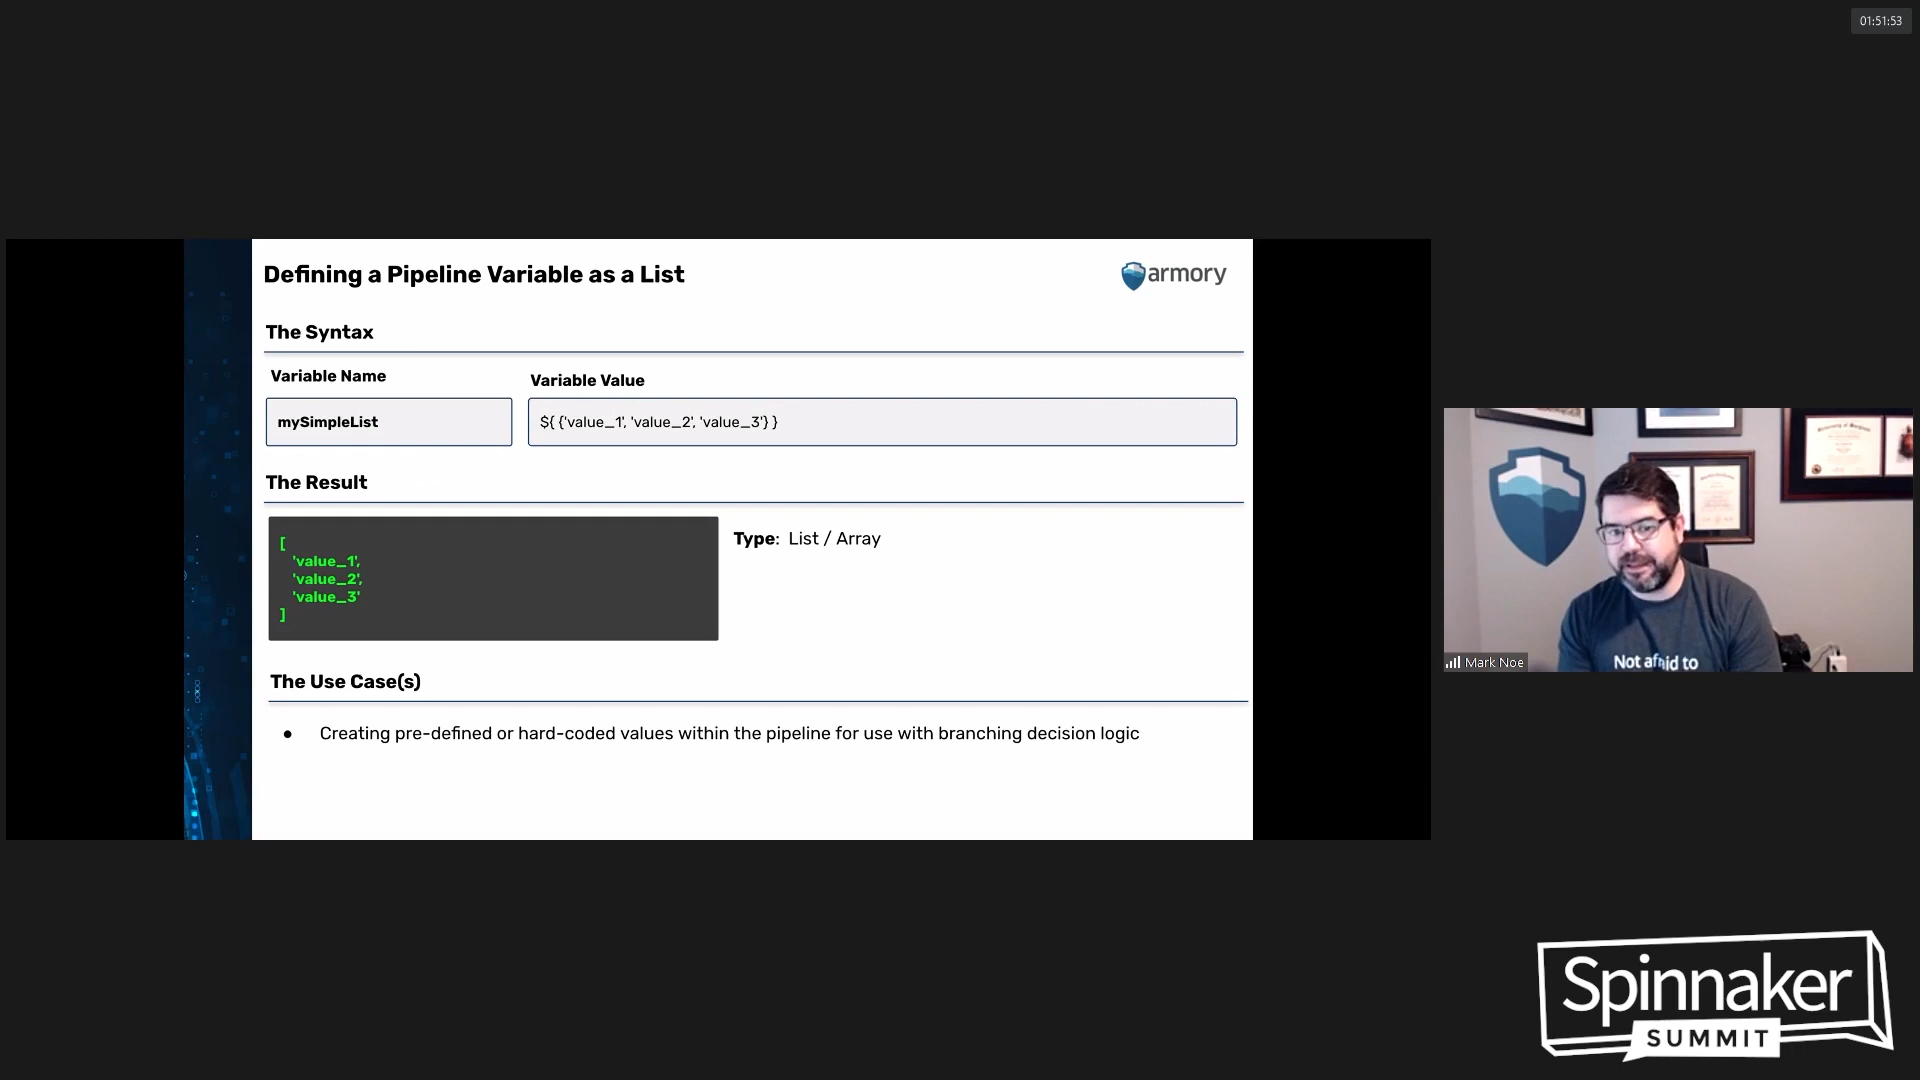 01:51:53
Defining a Pipeline Variable as a List
armory
The Syntax
Variable Name
Variable Value
mySimpleList
${ {'value_1', 'value_2', 'value_3'} }
The Result
[
'value_1',
'value_2',
'value_3'
]
Type: List / Array
The Use Case(s)
● Creating pre-defined or hard-coded values within the pipeline for use with branching decision logic
Not afraid to
Mark Noe
Spinnaker
SUMMIT